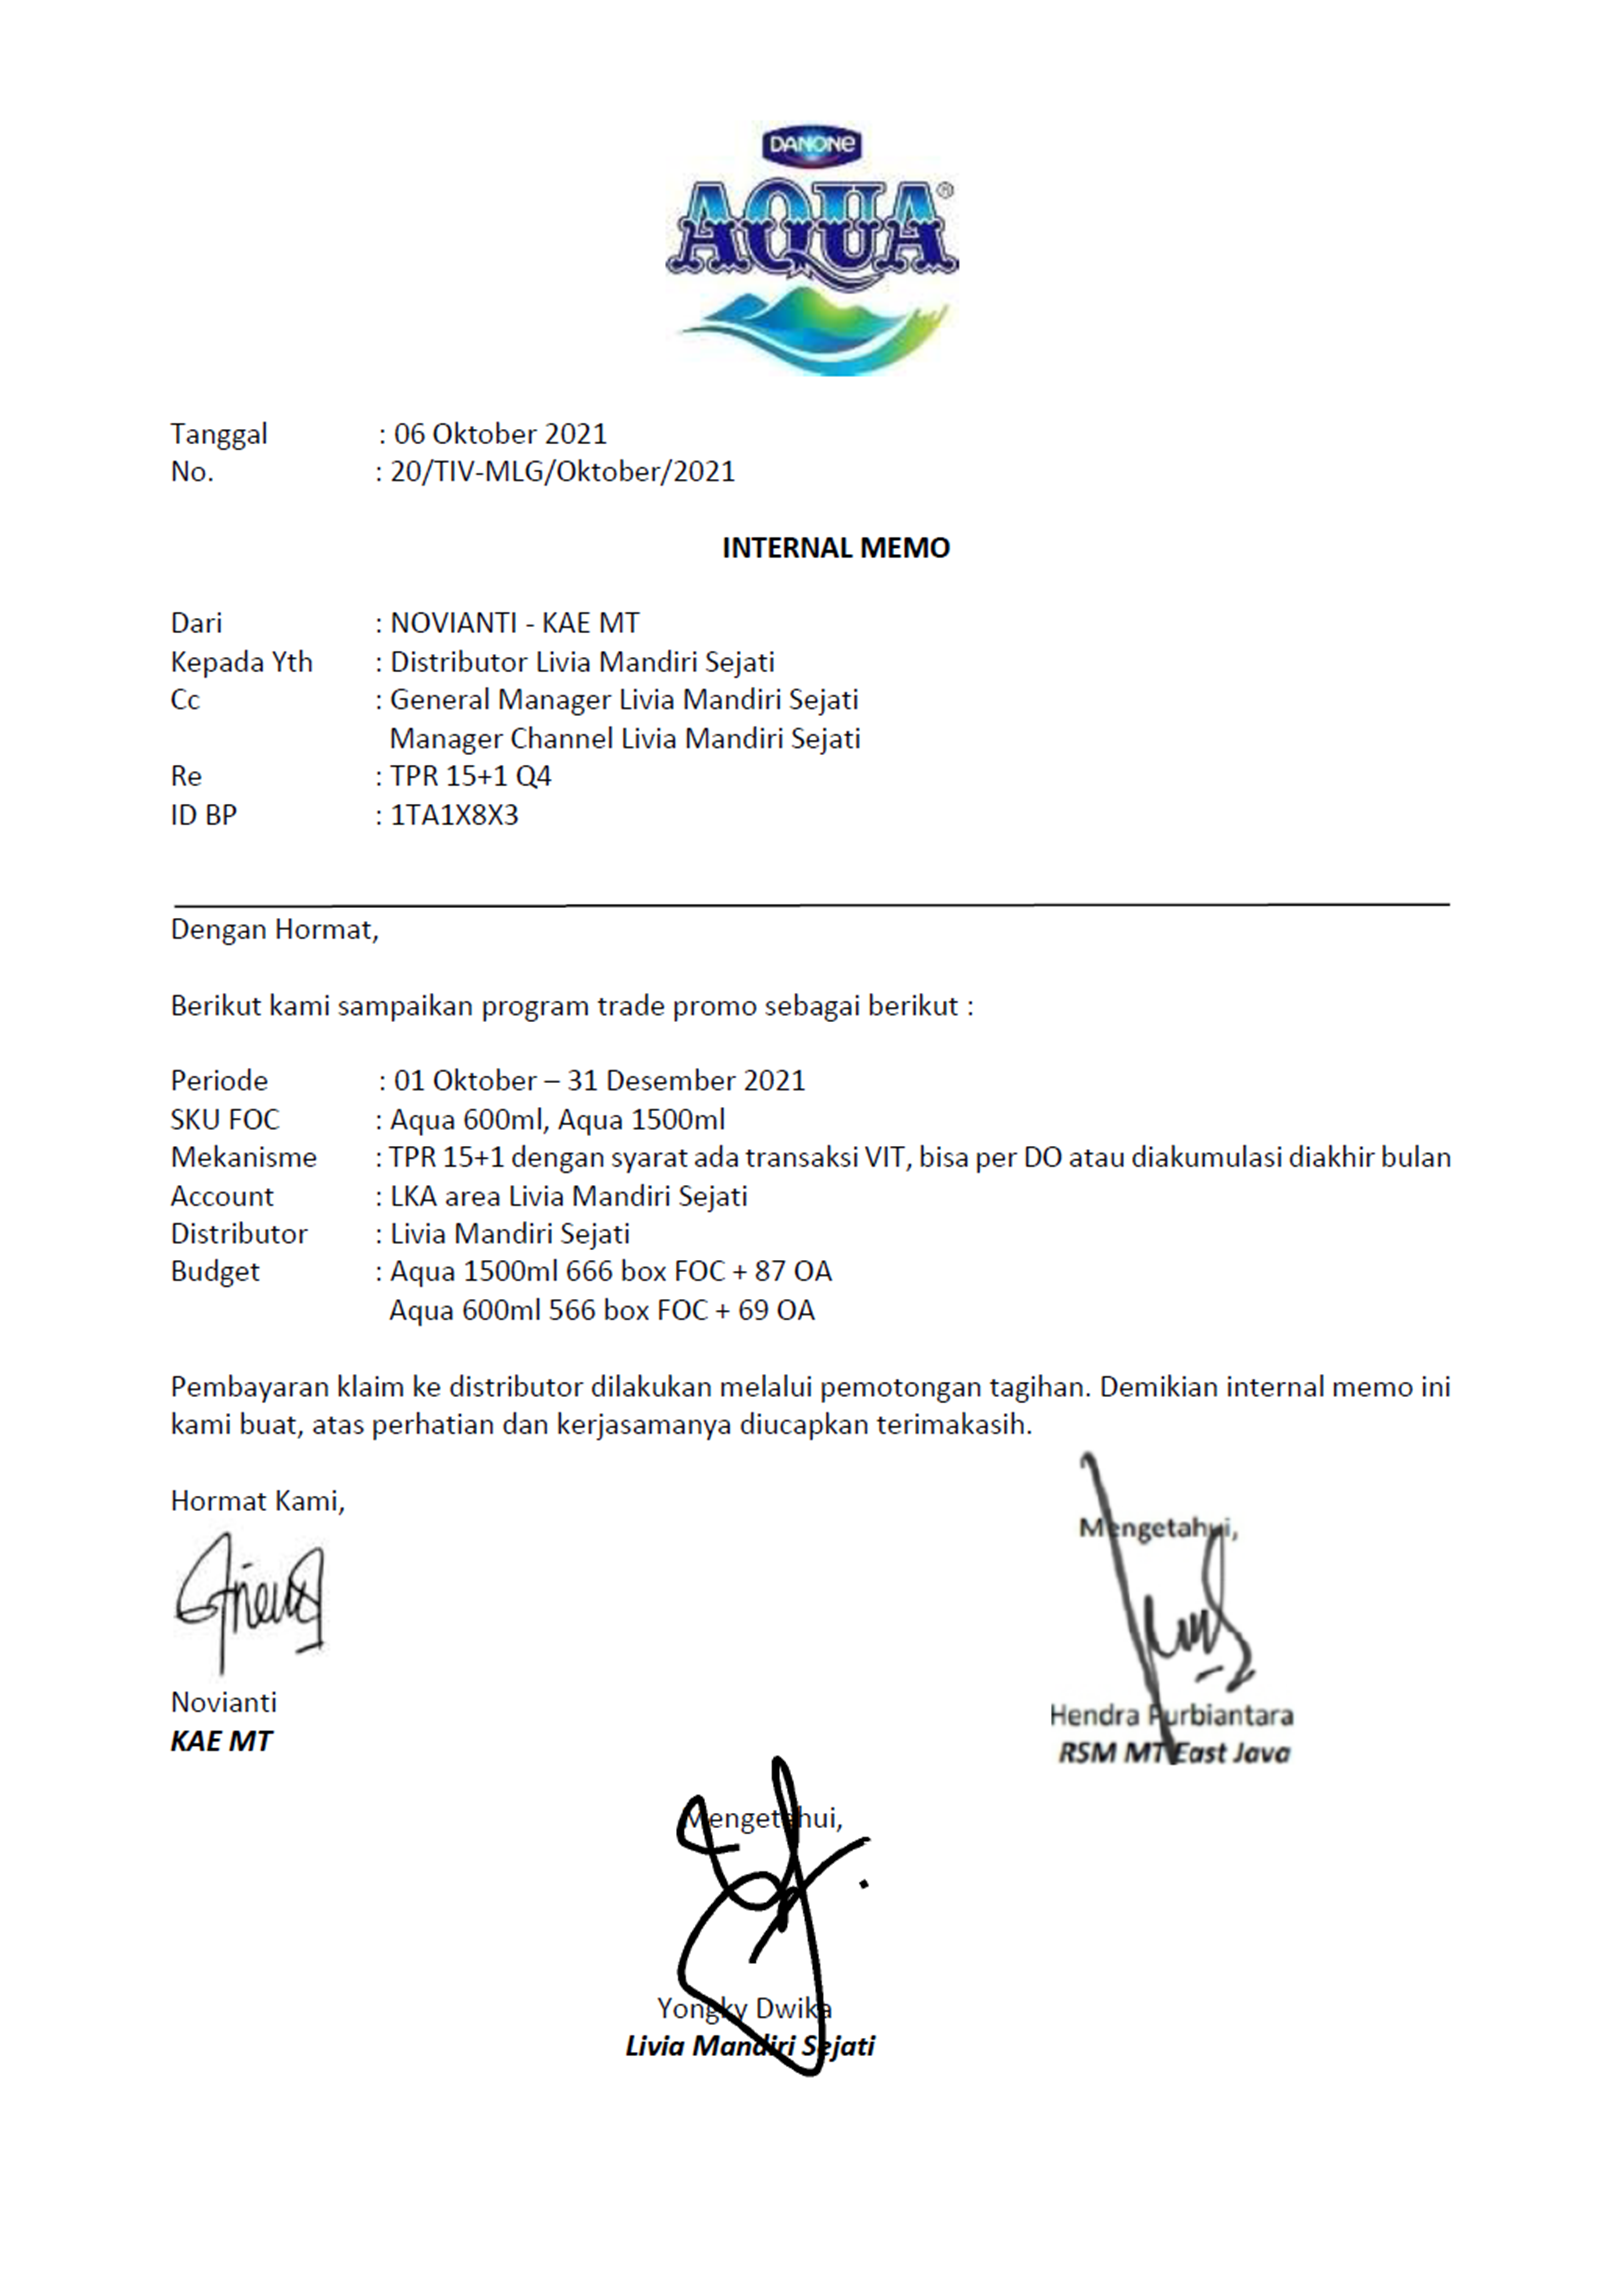 DANONE
AQUA®
Tanggal : 06 Oktober 2021
No. : 20/TIV-MLG/Oktober/2021
INTERNAL MEMO
Dari : NOVIANTI - KAE MT
Kepada Yth : Distributor Livia Mandiri Sejati
Cc : General Manager Livia Mandiri Sejati
Manager Channel Livia Mandiri Sejati
Re : TPR 15+1 Q4
ID BP : 1TA1X8X3
Dengan Hormat,
Berikut kami sampaikan program trade promo sebagai berikut :
Periode : 01 Oktober – 31 Desember 2021
SKU FOC : Aqua 600ml, Aqua 1500ml
Mekanisme : TPR 15+1 dengan syarat ada transaksi VIT, bisa per DO atau diakumulasi diakhir bulan
Account : LKA area Livia Mandiri Sejati
Distributor : Livia Mandiri Sejati
Budget : Aqua 1500ml 666 box FOC + 87 OA
Aqua 600ml 566 box FOC + 69 OA
Pembayaran klaim ke distributor dilakukan melalui pemotongan tagihan. Demikian internal memo ini
kami buat, atas perhatian dan kerjasamanya diucapkan terimakasih.
Hormat Kami,
Mengetahui,
Novianti
KAE MT
Hendra Purbiantara
RSM MT East Java
Mengetahui,
Yongky Dwika
Livia Mandiri Sejati